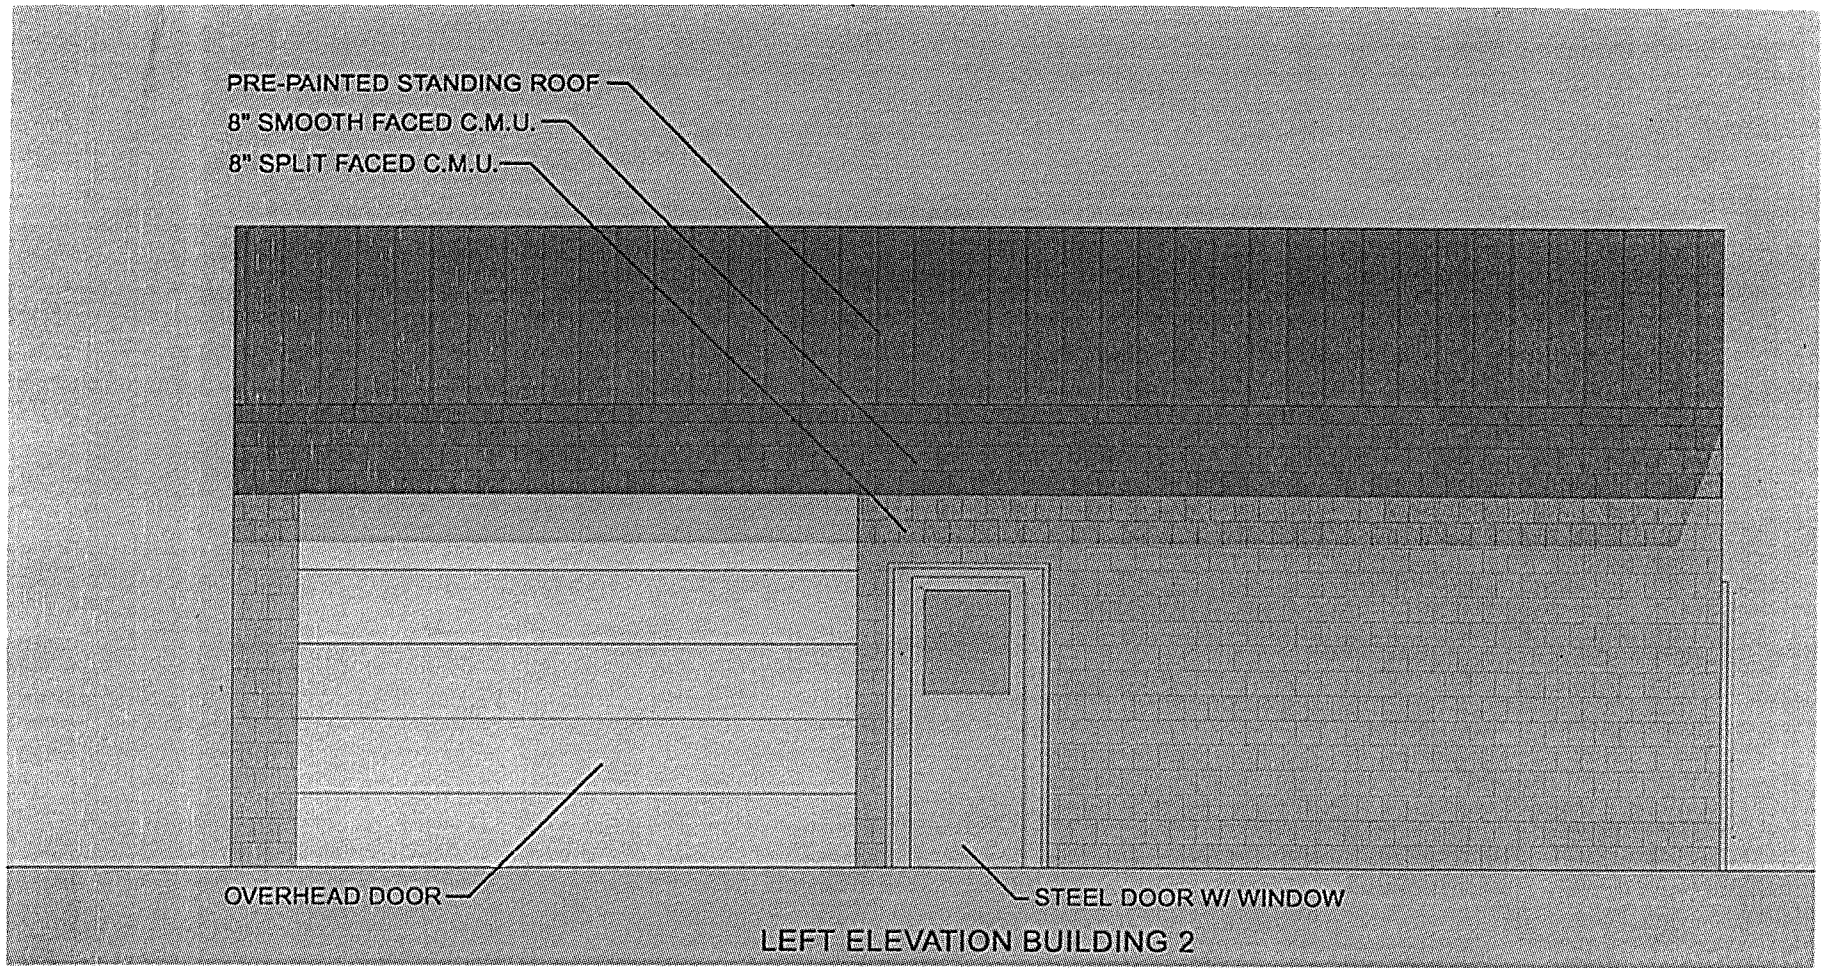 PRE-PAINTED STANDING ROOF
8" SMOOTH FACED C.M.U.
8" SPLIT FACED C.M.U.
OVERHEAD DOOR
STEEL DOOR W/ WINDOW
LEFT ELEVATION BUILDING 2